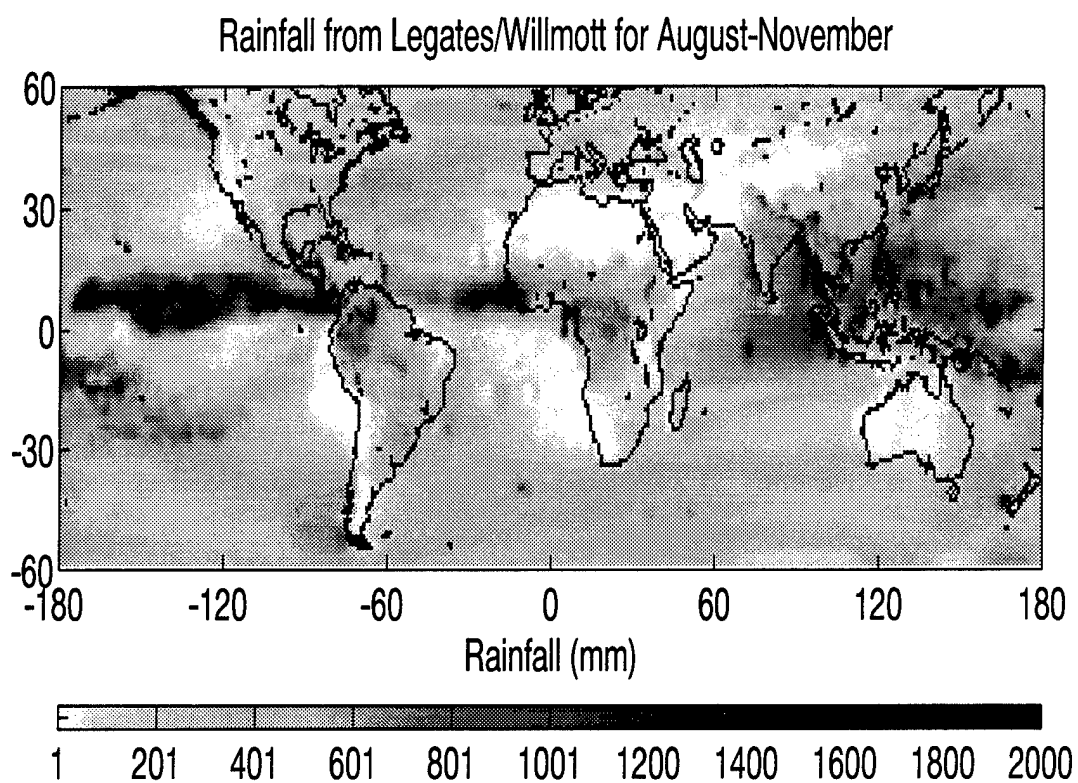 Rainfall from Legates/Willmott for August-November
60
30
0
-30
-60
-180 -120 -60 0 60 120 180
Rainfall (mm)
1 201 401 601 801 1001 1200 1400 1600 1800 2000